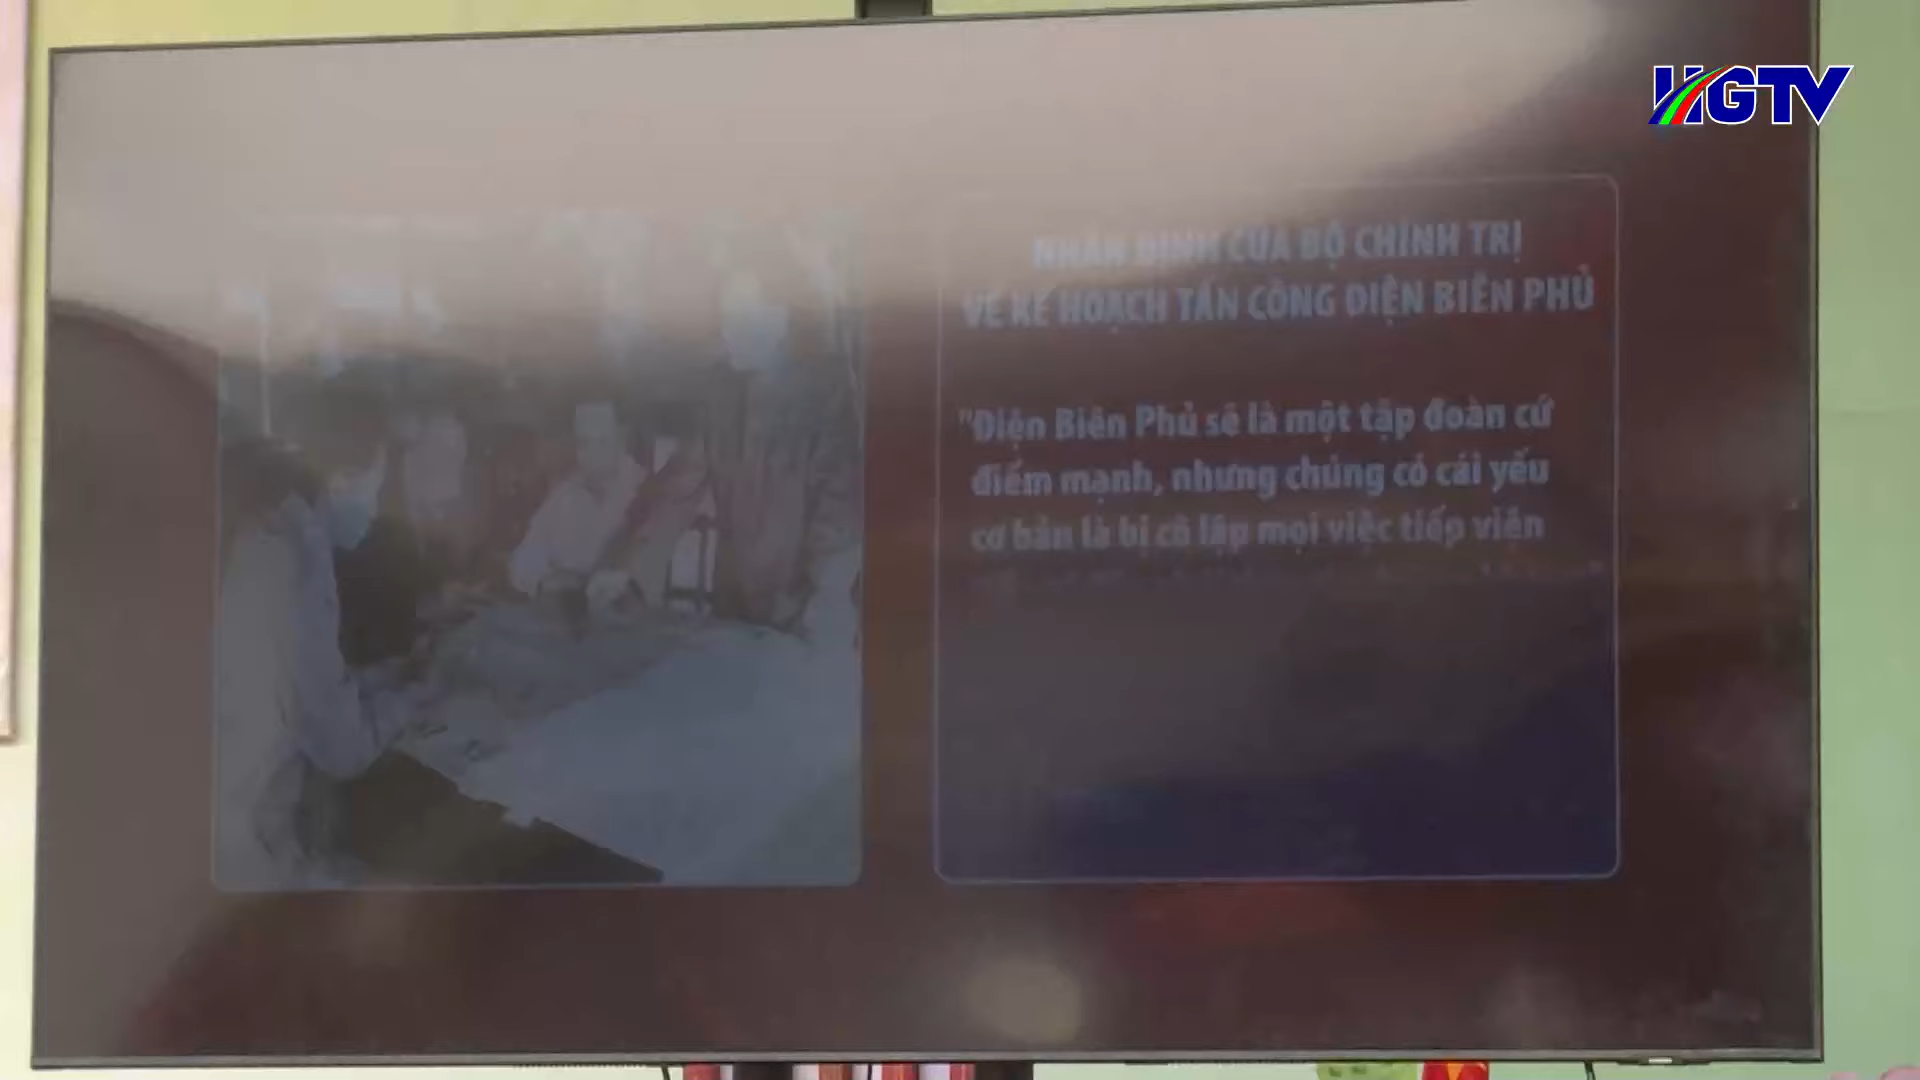 HGTV
NHẬN ĐỊNH CỦA BỘ CHÍNH TRỊ
VỀ KẾ HOẠCH TẤN CÔNG ĐIỆN BIÊN PHỦ
"Điện Biên Phủ sẽ là một tập đoàn cứ
điểm mạnh, nhưng chúng có cái yếu
cơ bản là bị cô lập mọi việc tiếp viện